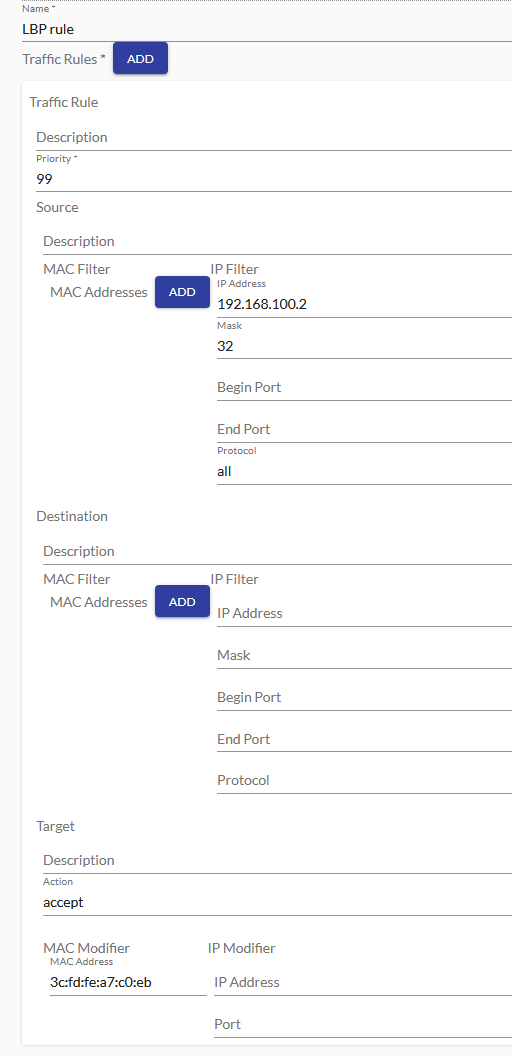 Name *
LBP rule
Traffic Rules * ADD
Traffic Rule
Description
Priority *
99
Source
Description
MAC Filter IP Filter
MAC Addresses ADD IP Address
192.168.100.2
Mask
32
Begin Port
End Port
Protocol
all
Destination
Description
MAC Filter IP Filter
MAC Addresses ADD IP Address
Mask
Begin Port
End Port
Protocol
Target
Description
Action
accept
MAC Modifier IP Modifier
MAC Address
3c:fd:fe:a7:c0:eb IP Address
Port